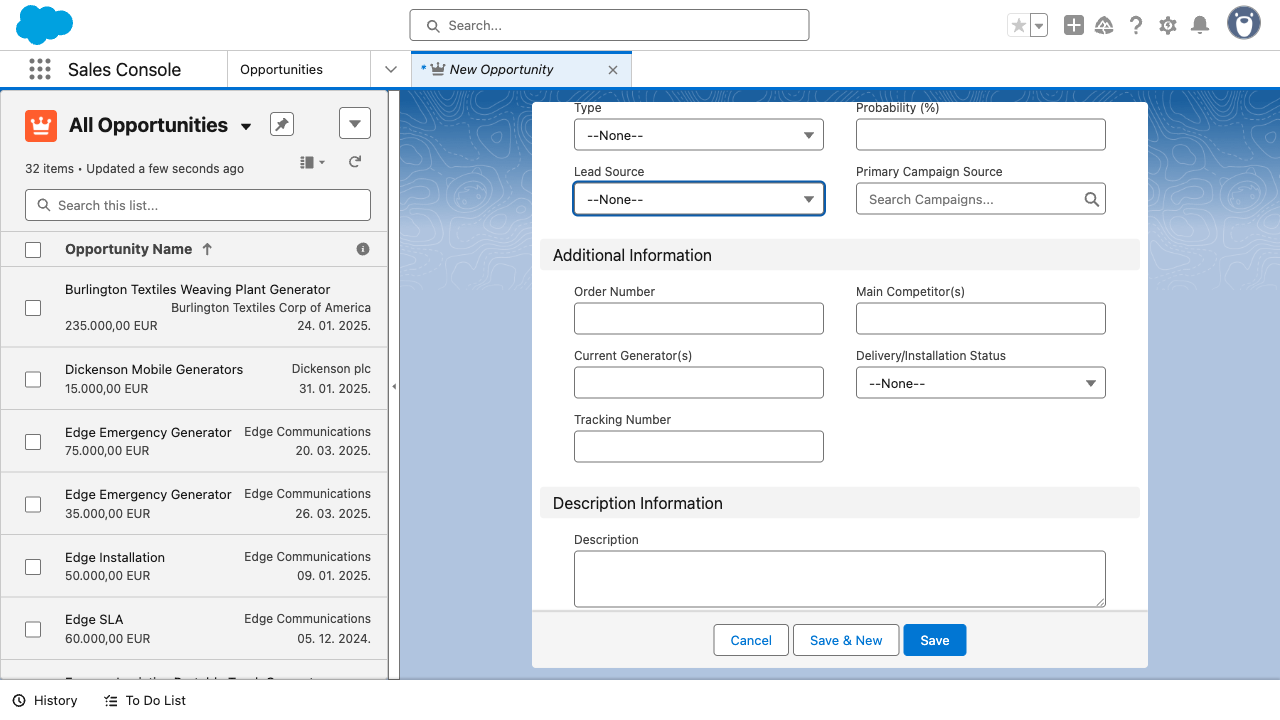 Search...
Sales Console
Opportunities
* New Opportunity
All Opportunities
32 items • Updated a few seconds ago
Search this list...
Opportunity Name
Burlington Textiles Weaving Plant Generator
Burlington Textiles Corp of America
235.000,00 EUR
24. 01. 2025.
Dickenson Mobile Generators
Dickenson plc
15.000,00 EUR
31. 01. 2025.
Edge Emergency Generator
Edge Communications
75.000,00 EUR
20. 03. 2025.
Edge Emergency Generator
Edge Communications
35.000,00 EUR
26. 03. 2025.
Edge Installation
Edge Communications
50.000,00 EUR
09. 01. 2025.
Edge SLA
Edge Communications
60.000,00 EUR
05. 12. 2024.
Type
--None--
Probability (%)
Lead Source
--None--
Primary Campaign Source
Search Campaigns...
Additional Information
Order Number
Main Competitor(s)
Current Generator(s)
Delivery/Installation Status
--None--
Tracking Number
Description Information
Description
Cancel
Save & New
Save
History
To Do List